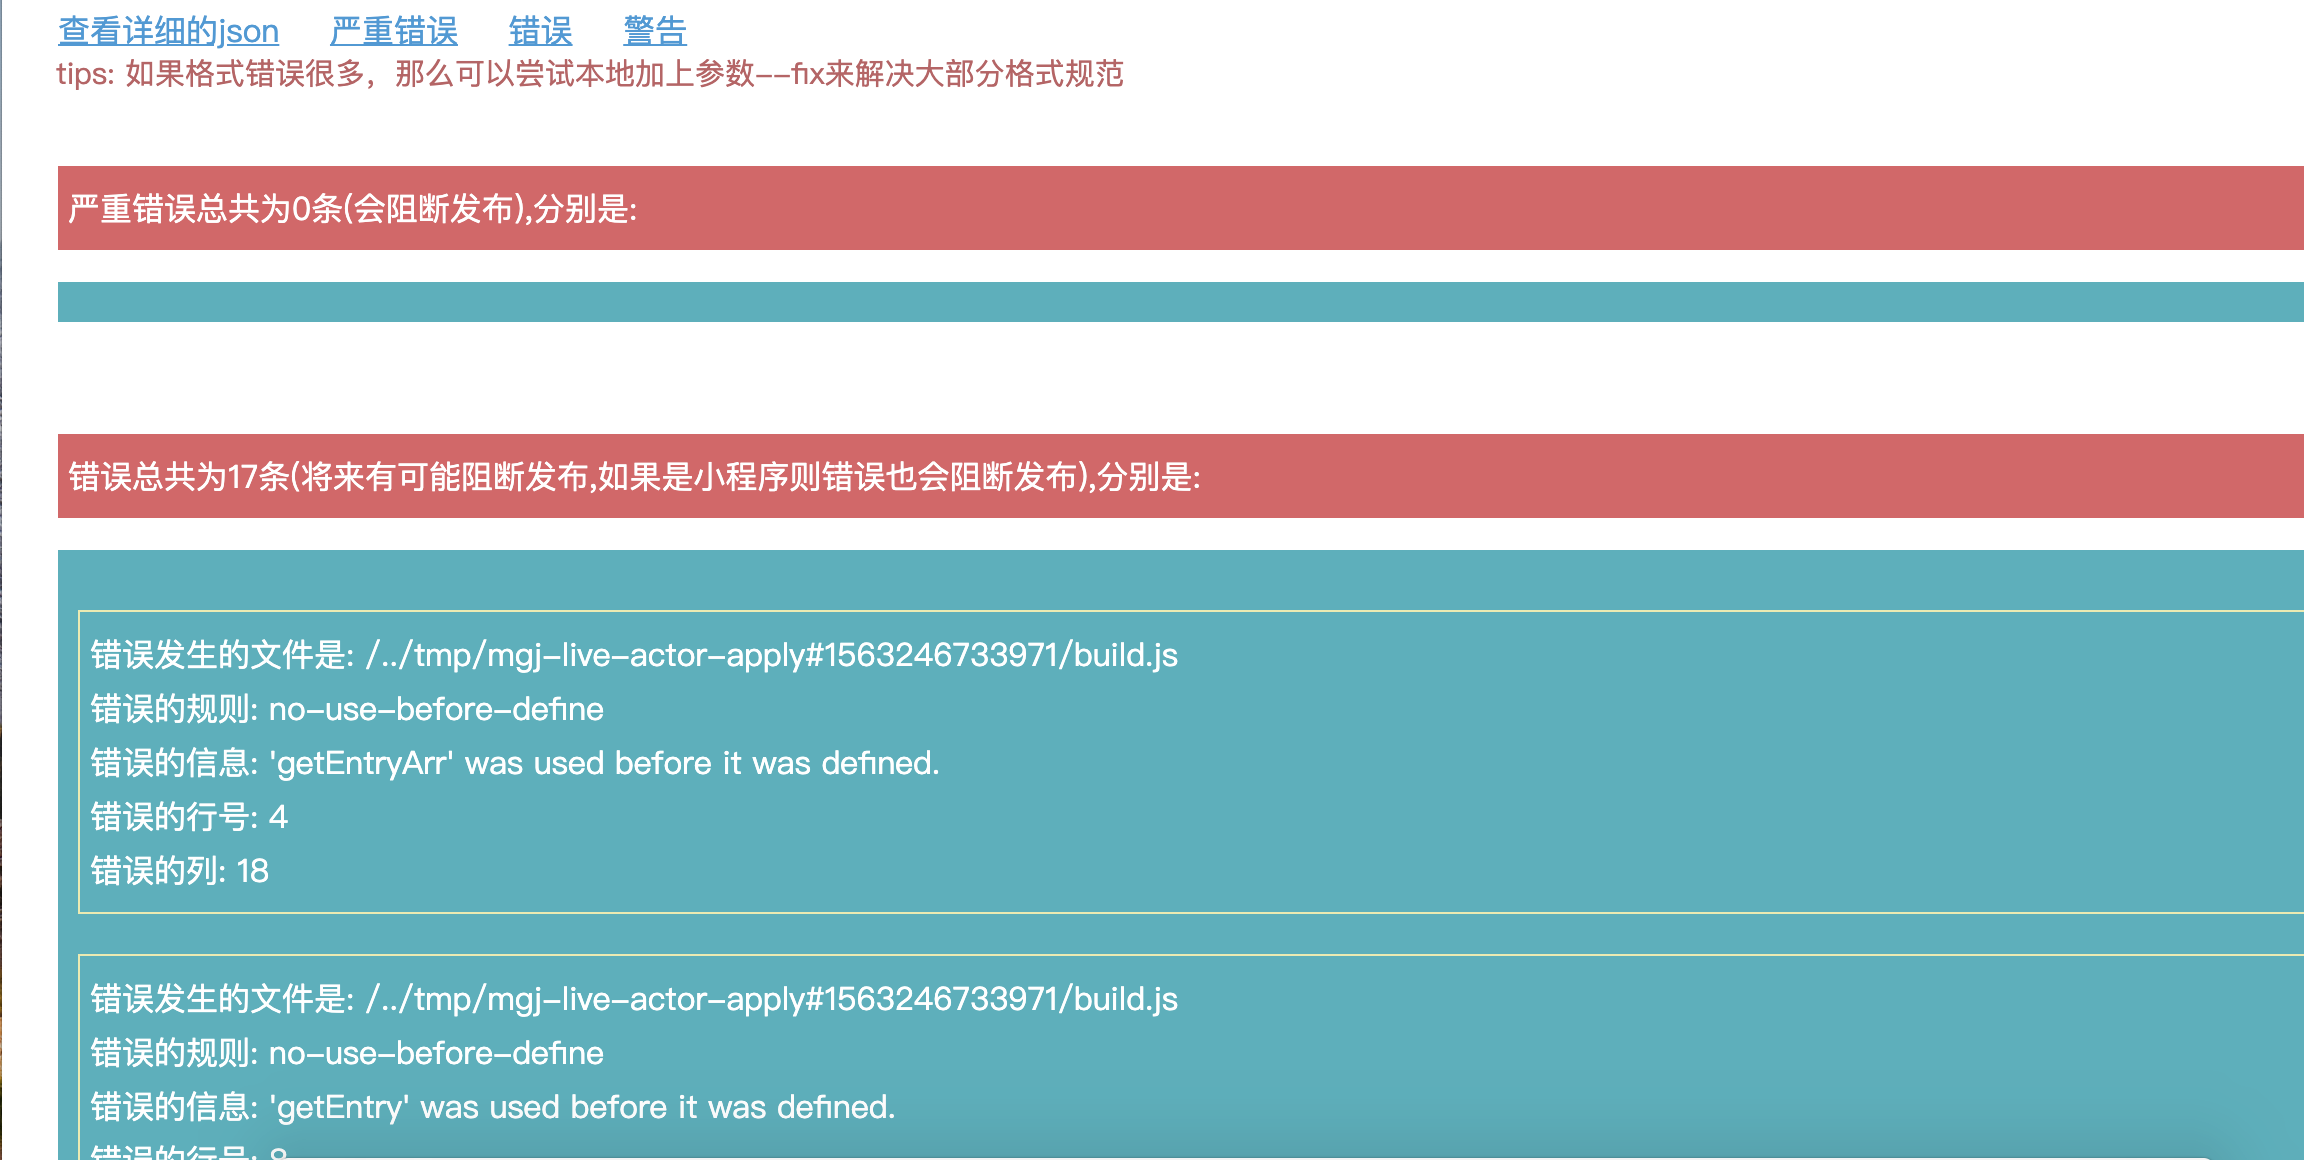 查看详细的json 严重错误 错误 警告
tips: 如果格式错误很多，那么可以尝试本地加上参数--fix来解决大部分格式规范
严重错误总共为0条(会阻断发布),分别是:
错误总共为17条(将来有可能阻断发布,如果是小程序则错误也会阻断发布),分别是:
错误发生的文件是: /../tmp/mgj-live-actor-apply#1563246733971/build.js
错误的规则: no-use-before-define
错误的信息: 'getEntryArr' was used before it was defined.
错误的行号: 4
错误的列: 18
错误发生的文件是: /../tmp/mgj-live-actor-apply#1563246733971/build.js
错误的规则: no-use-before-define
错误的信息: 'getEntry' was used before it was defined.
错误的行号: 8